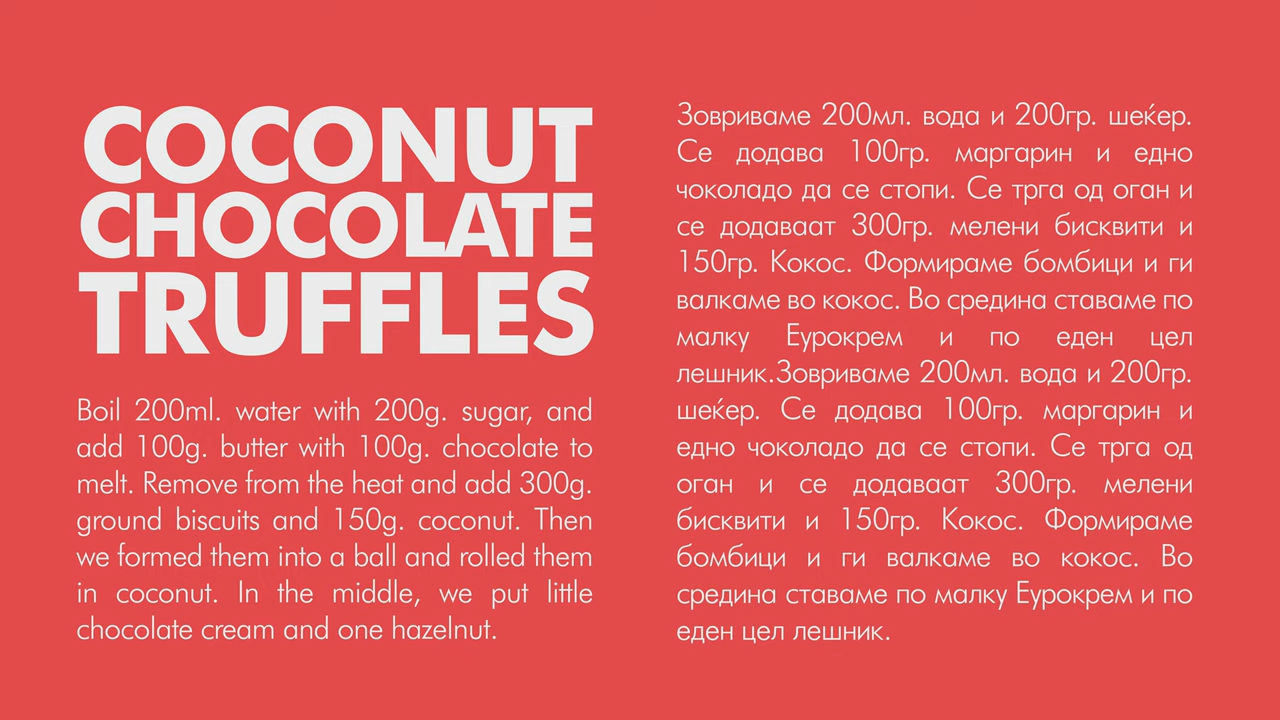 COCONUT
CHOCOLATE
TRUFFLES
Boil 200ml. water with 200g. sugar, and
add 100g. butter with 100g. chocolate to
melt. Remove from the heat and add 300g.
ground biscuits and 150g. coconut. Then
we formed them into a ball and rolled them
in coconut. In the middle, we put little
chocolate cream and one hazelnut.
Зовриваме 200мл. вода и 200гр. шеќер.
Се додава 100гр. маргарин и едно
чоколадо да се стопи. Се трга од оган и
се додаваат 300гр. мелени бисквити и
150гр. Кокос. Формираме бомбици и ги
валкаме во кокос. Во средина ставаме по
малку Еурокрем и по еден цел
лешник.Зовриваме 200мл. вода и 200гр.
шеќер. Се додава 100гр. маргарин и
едно чоколадо да се стопи. Се трга од
оган и се додаваат 300гр. мелени
бисквити и 150гр. Кокос. Формираме
бомбици и ги валкаме во кокос. Во
средина ставаме по малку Еурокрем и по
еден цел лешник.